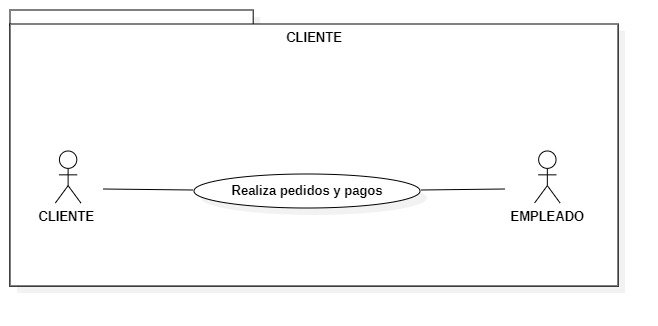 CLIENTE
Realiza pedidos y pagos
CLIENTE
EMPLEADO